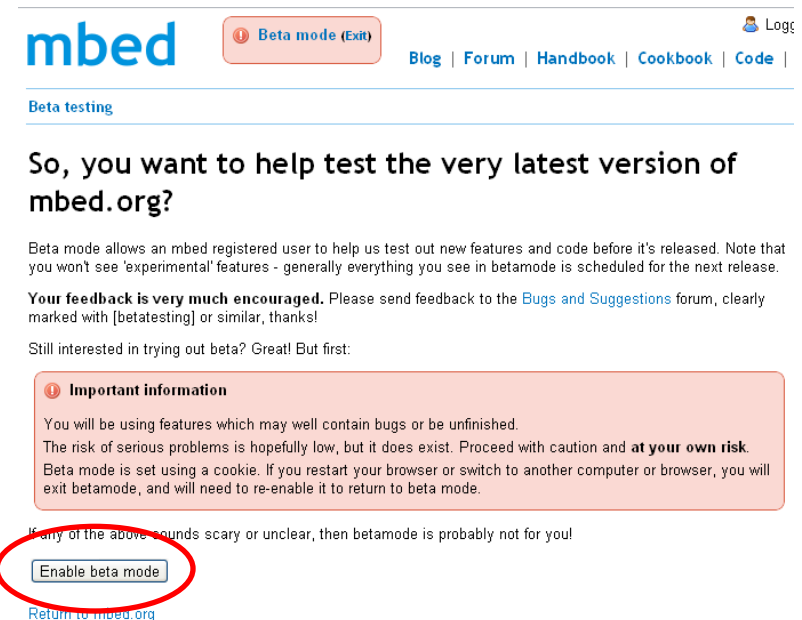 mbed
Beta mode (Exit)
Logg
Blog | Forum | Handbook | Cookbook | Code |
Beta testing
So, you want to help test the very latest version of
mbed.org?
Beta mode allows an mbed registered user to help us test out new features and code before it's released. Note that
you won't see 'experimental' features - generally everything you see in betamode is scheduled for the next release.
Your feedback is very much encouraged. Please send feedback to the Bugs and Suggestions forum, clearly
marked with [betatesting] or similar, thanks!
Still interested in trying out beta? Great! But first:
Important information
You will be using features which may well contain bugs or be unfinished.
The risk of serious problems is hopefully low, but it does exist. Proceed with caution and at your own risk.
Beta mode is set using a cookie. If you restart your browser or switch to another computer or browser, you will
exit betamode, and will need to re-enable it to return to beta mode.
If any of the above sounds scary or unclear, then betamode is probably not for you!
Enable beta mode
Return to mbed.org